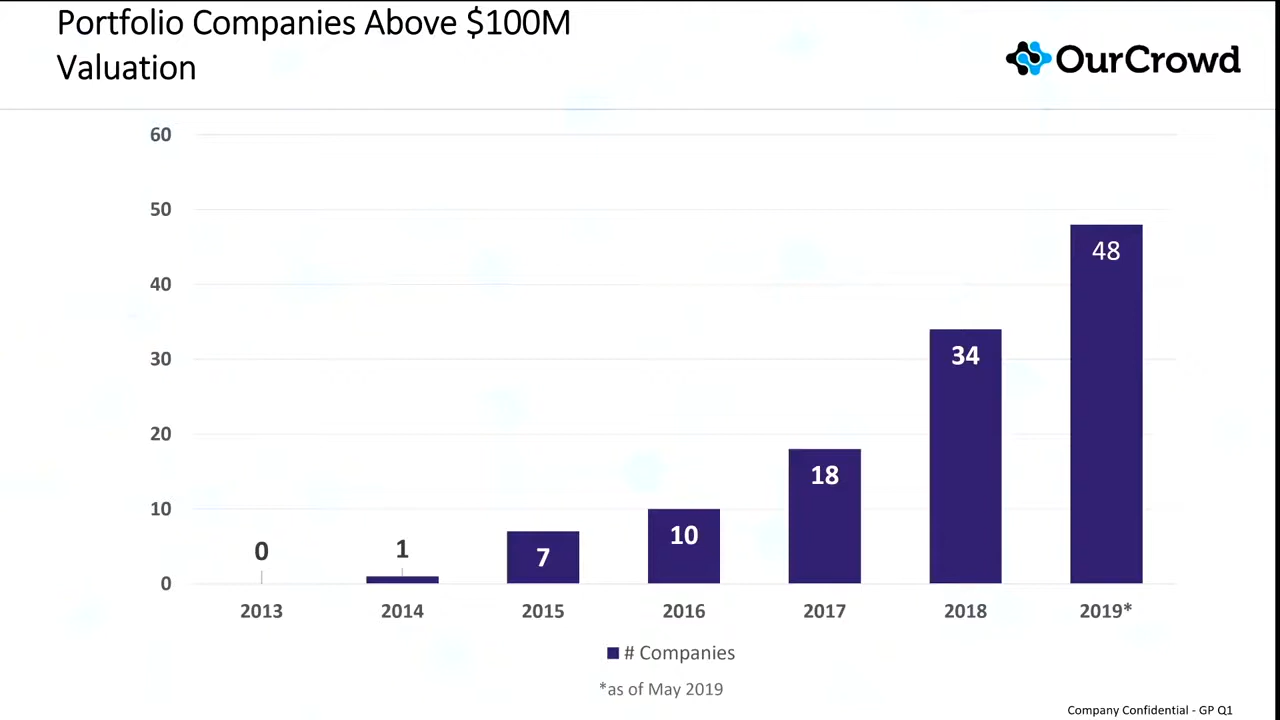 Portfolio Companies Above $100M
Valuation
OurCrowd
60
50
40
30
20
10
0
0
1
7
10
18
34
48
2013 2014 2015 2016 2017 2018 2019*
# Companies
*as of May 2019
Company Confidential - GP Q1